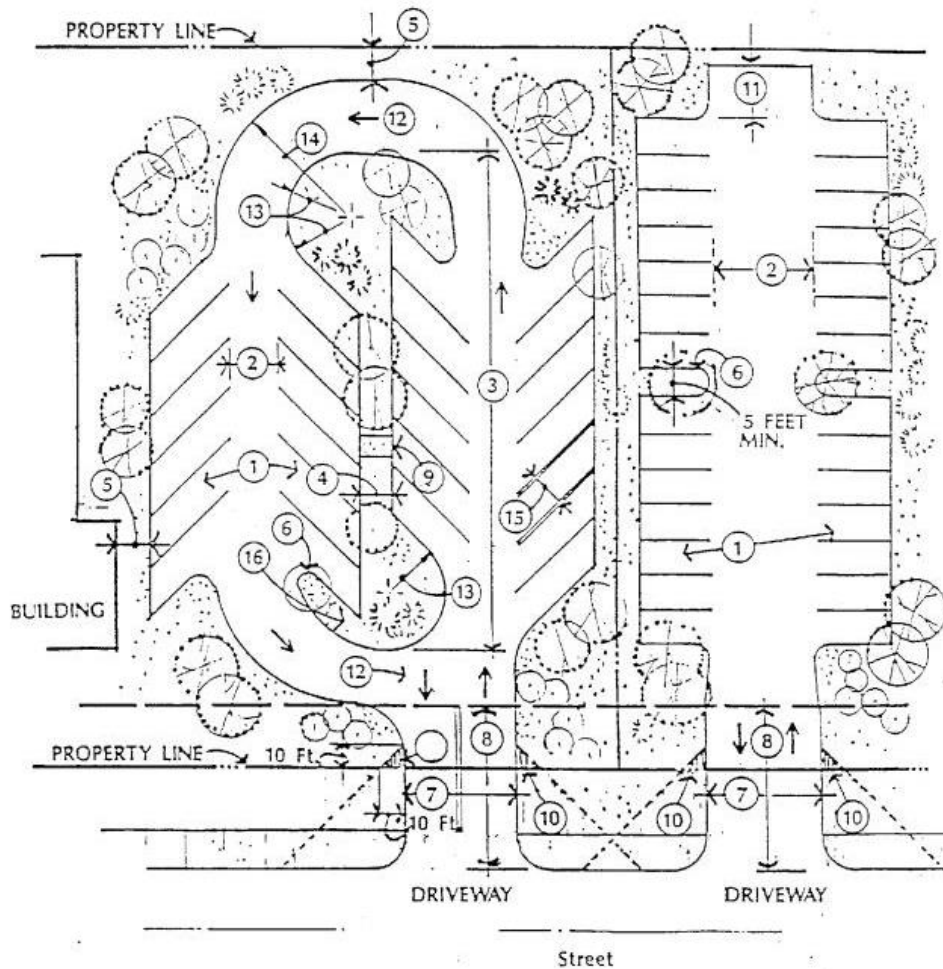 PROPERTY LINE
5
11
12
14
13
2
2
3
6
5 FEET
MIN.
1
4
9
5
15
1
6
16
13
BUILDING
12
8
8
PROPERTY LINE
10 Ft.
7
7
10 Ft
10
10
10
DRIVEWAY
DRIVEWAY
Street